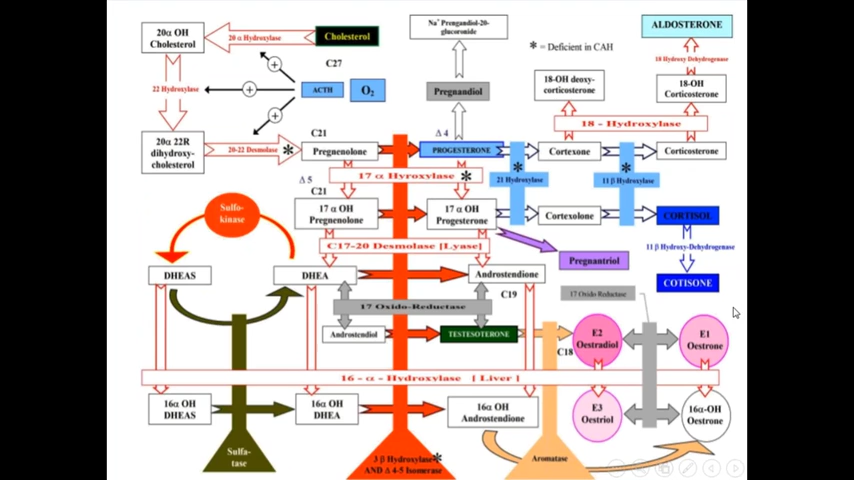 20α OH
Cholesterol
20 α Hydroxylase
Cholesterol
Na⁺ Prengandiol-20-
glucoronide
* = Deficient in CAH
ALDOSTERONE
C27
18 Hydroxy Dehydrogenase
22 Hydroxylase
+
+
+
ACTH
O₂
Pregnandiol
18-OH deoxy-
corticosterone
18-OH
Corticosterone
18 - Hydroxylase
20α 22R
dihydroxy-
cholesterol
20-22 Desmolase *
C21
Pregnenolone
Δ 4
PROGESTERONE
Cortexone
Corticosterone
17 α Hyroxylase *
*
21 Hydroxylase
*
11 β Hydroxylase
Δ 5
C21
17 α OH
Pregnenolone
17 α OH
Progesterone
Cortexolone
CORTISOL
Sulfo-
kinase
C17-20 Desmolase [Lyase]
11 β Hydroxy-Dehydrogenase
Pregnantriol
DHEAS
DHEA
Androstendione
COTISONE
C19
17 Oxido Reductase
17 Oxido-Reductase
Androstendiol
TESTESOTERONE
E2
Oestradiol
E1
Oestrone
C18
16 - α - Hydroxylase [ Liver ]
16α OH
DHEAS
16α OH
DHEA
16α OH
Androstendione
E3
Oestriol
16α-OH
Oestrone
Sulfa-
tase
3 β Hydroxylase*
AND Δ 4-5 Isomerase
Aromatase